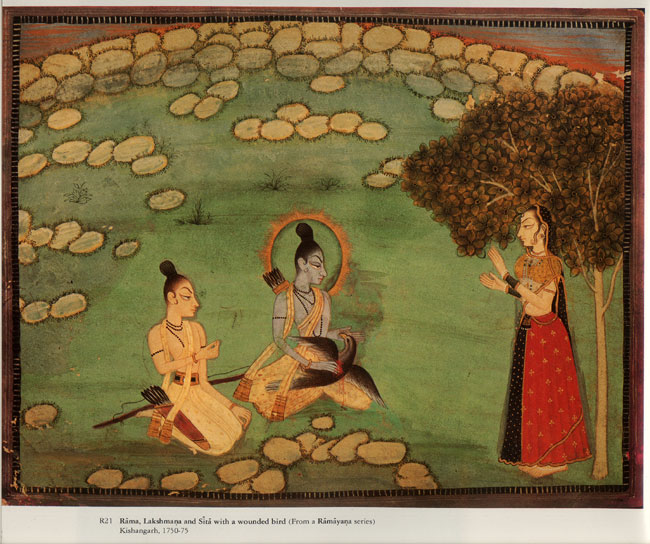 R21 Rāma, Lakshmaṇa and Sītā with a wounded bird (From a Rāmāyaṇa series)
Kishangarh, 1750-75